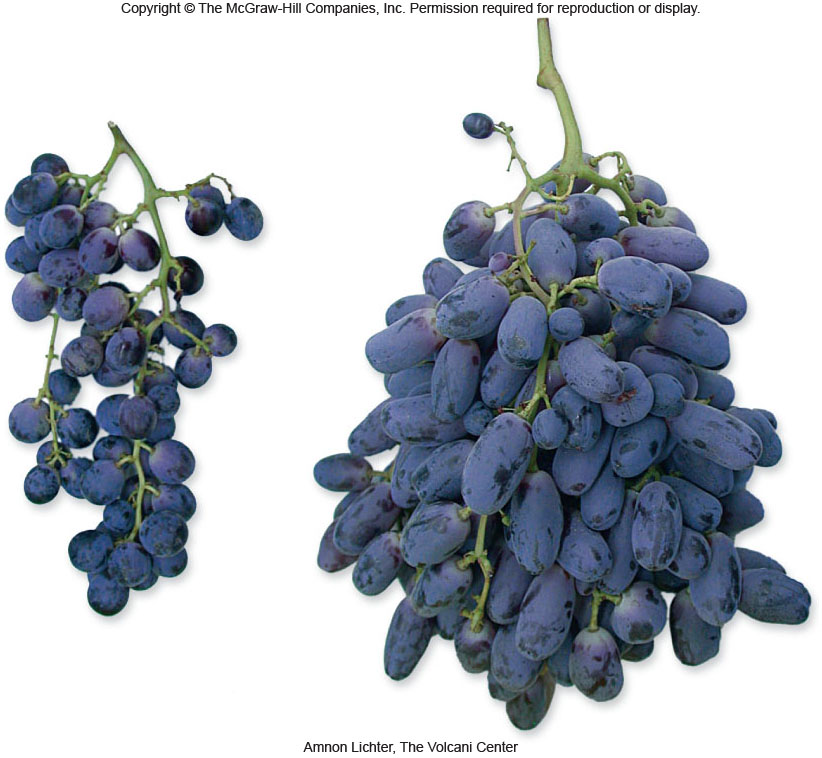 Copyright © The McGraw-Hill Companies, Inc. Permission required for reproduction or display.
Amnon Lichter, The Volcani Center